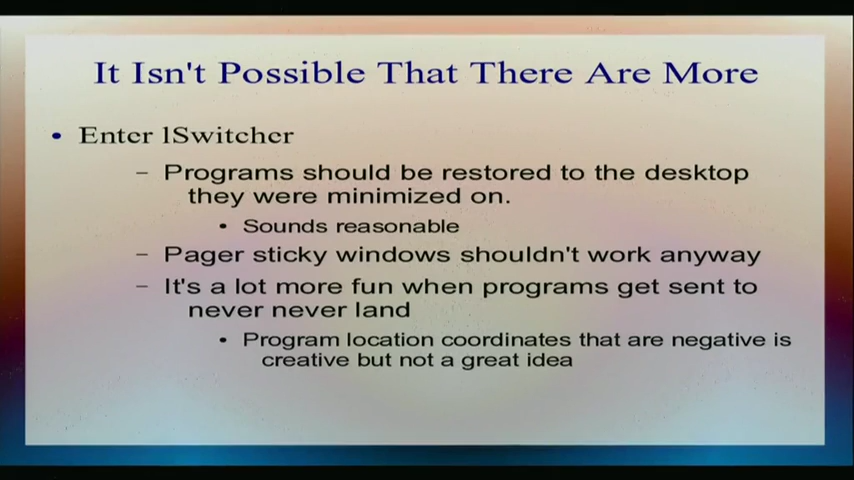 It Isn't Possible That There Are More
• Enter lSwitcher
– Programs should be restored to the desktop
they were minimized on.
• Sounds reasonable
– Pager sticky windows shouldn't work anyway
– It's a lot more fun when programs get sent to
never never land
• Program location coordinates that are negative is
creative but not a great idea